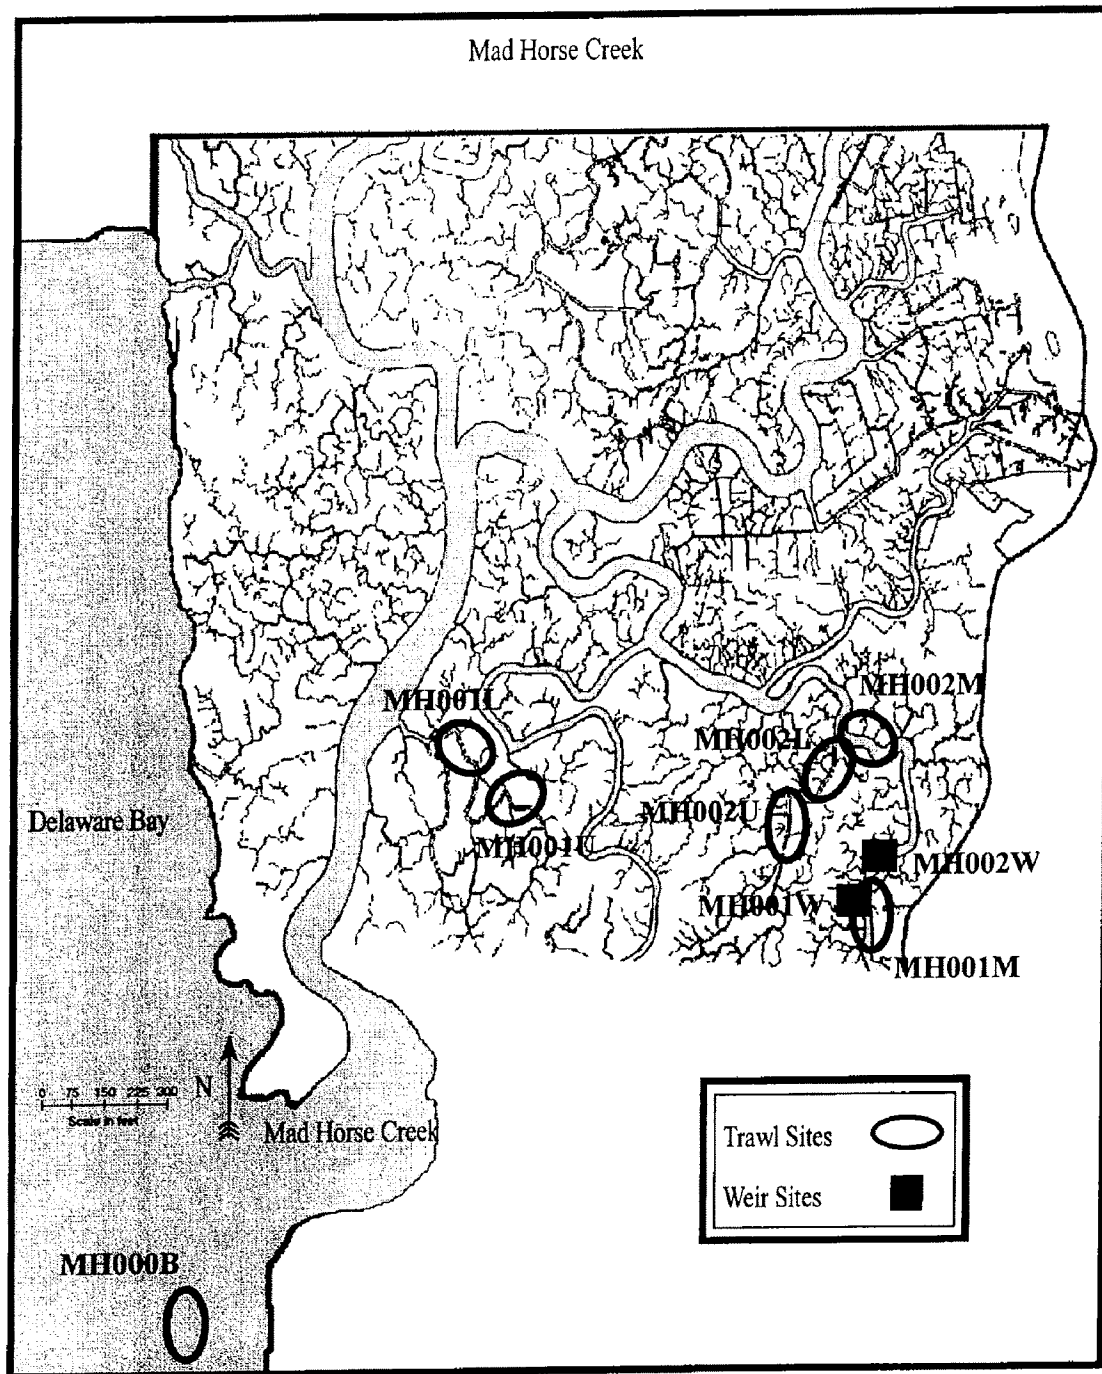 Mad Horse Creek
MH001L
MH002M
MH002L
MH002U
Delaware Bay
MH001U
MH002W
MH001W
MH001M
0 75 150 225 300
Scale in feet
N
Mad Horse Creek
Trawl Sites
Weir Sites
MH000B